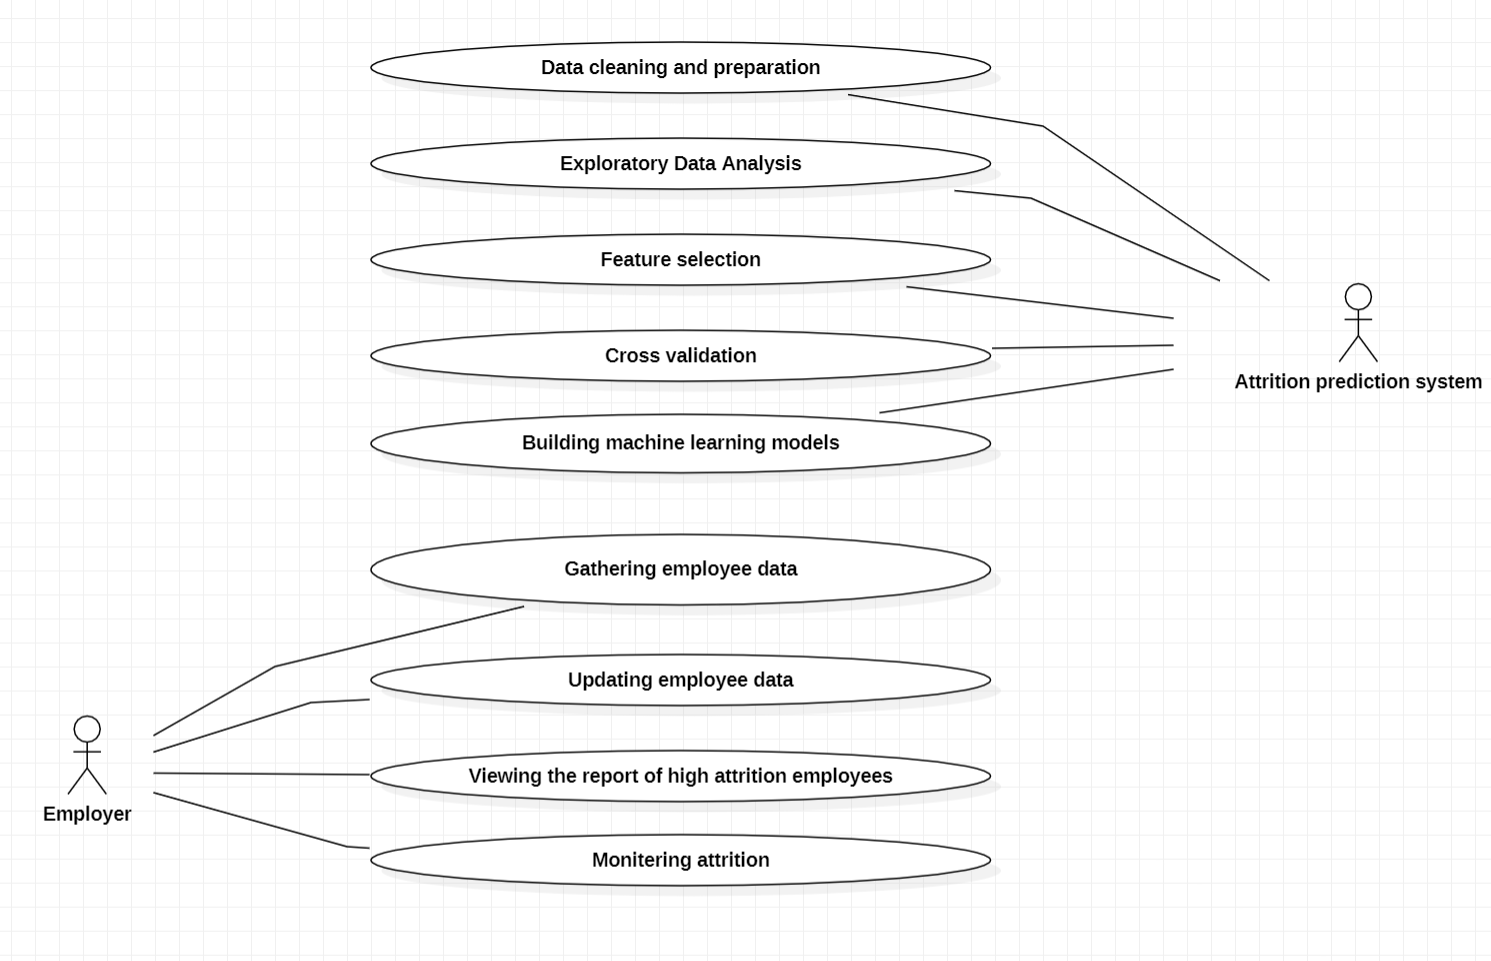 Data cleaning and preparation
Exploratory Data Analysis
Feature selection
Cross validation
Attrition prediction system
Building machine learning models
Gathering employee data
Updating employee data
Viewing the report of high attrition employees
Employer
Monitering attrition